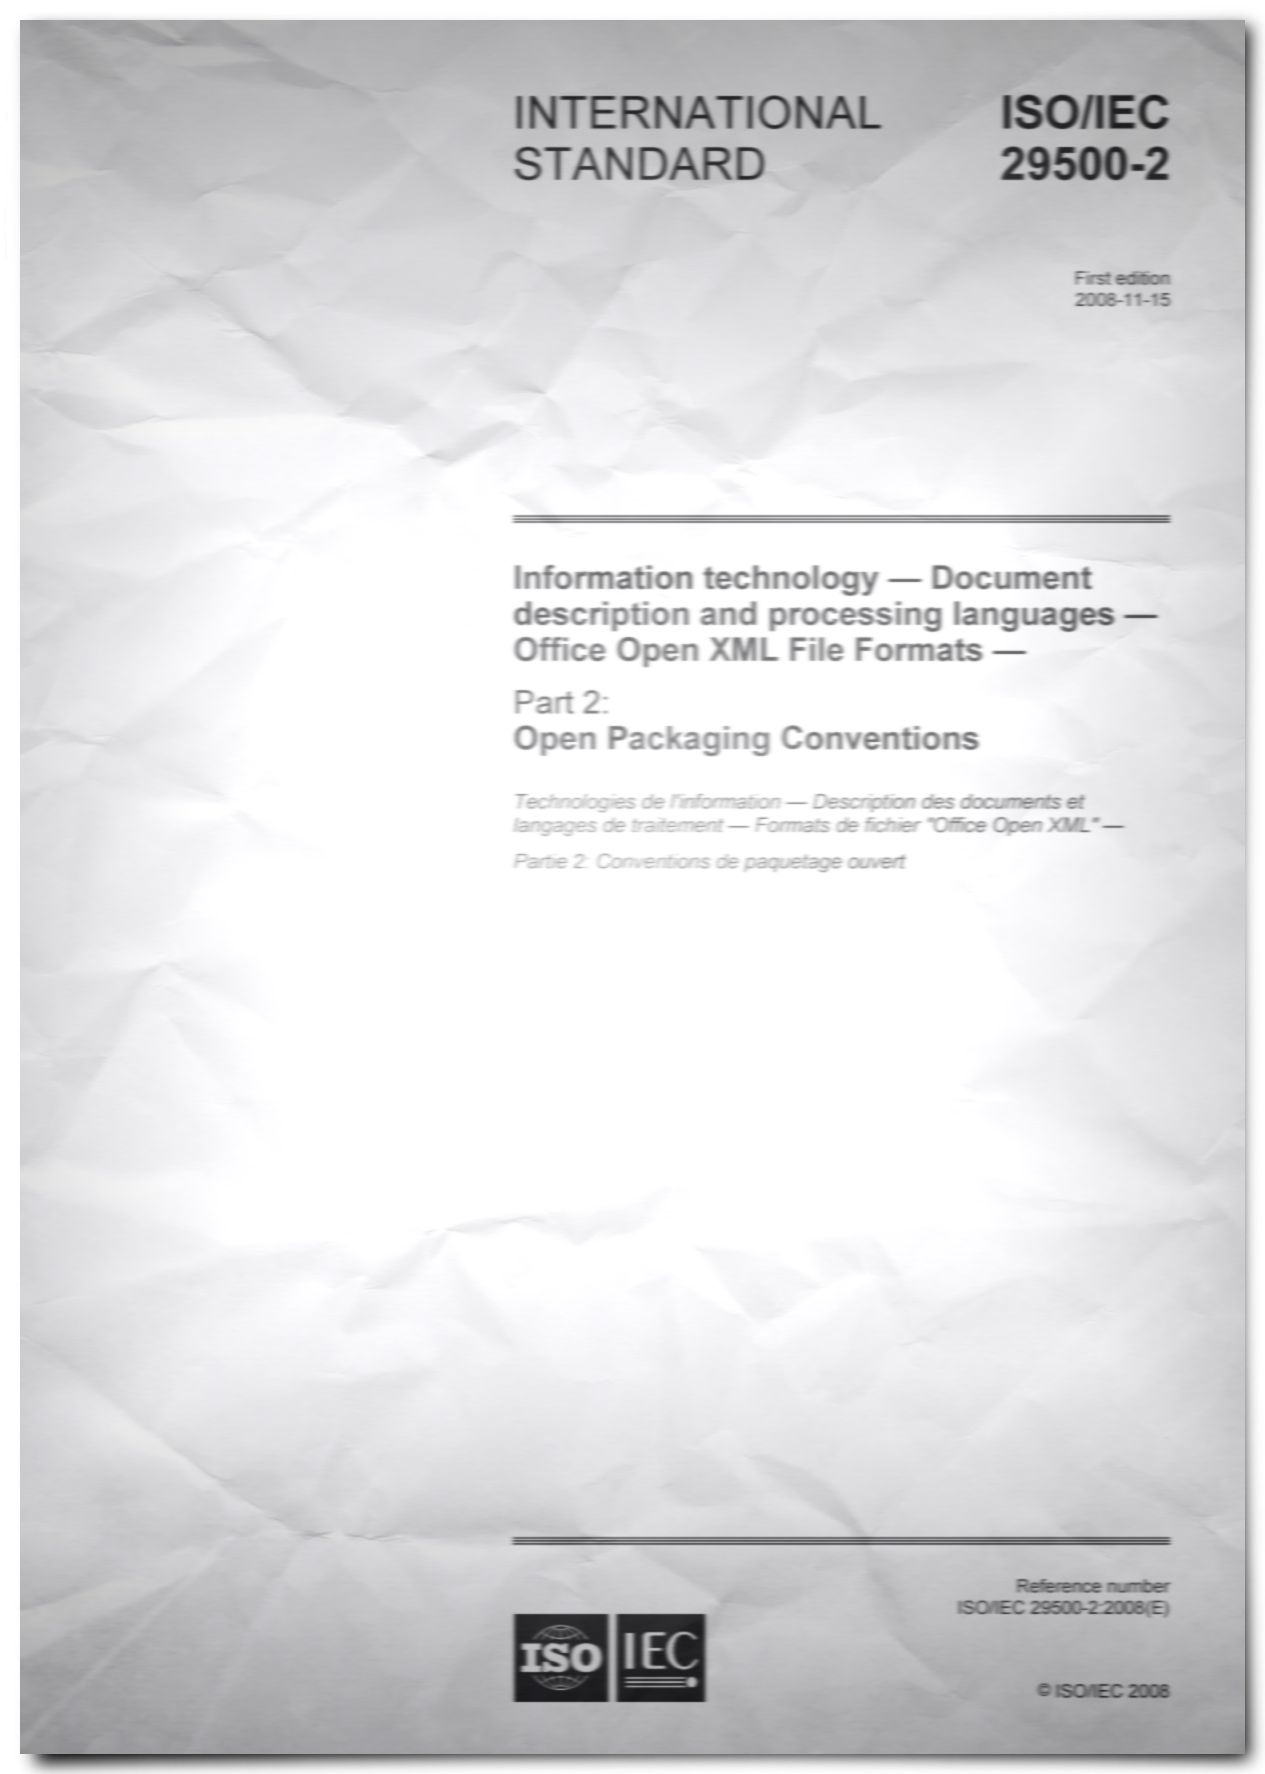 INTERNATIONAL
STANDARD
ISO/IEC
29500-2
First edition
2008-11-15
Information technology — Document
description and processing languages —
Office Open XML File Formats —
Part 2:
Open Packaging Conventions
Technologies de l'information — Description des documents et
langages de traitement — Formats de fichier "Office Open XML" —
Partie 2: Conventions de paquetage ouvert
Reference number
ISO/IEC 29500-2:2008(E)
ISO IEC
© ISO/IEC 2008